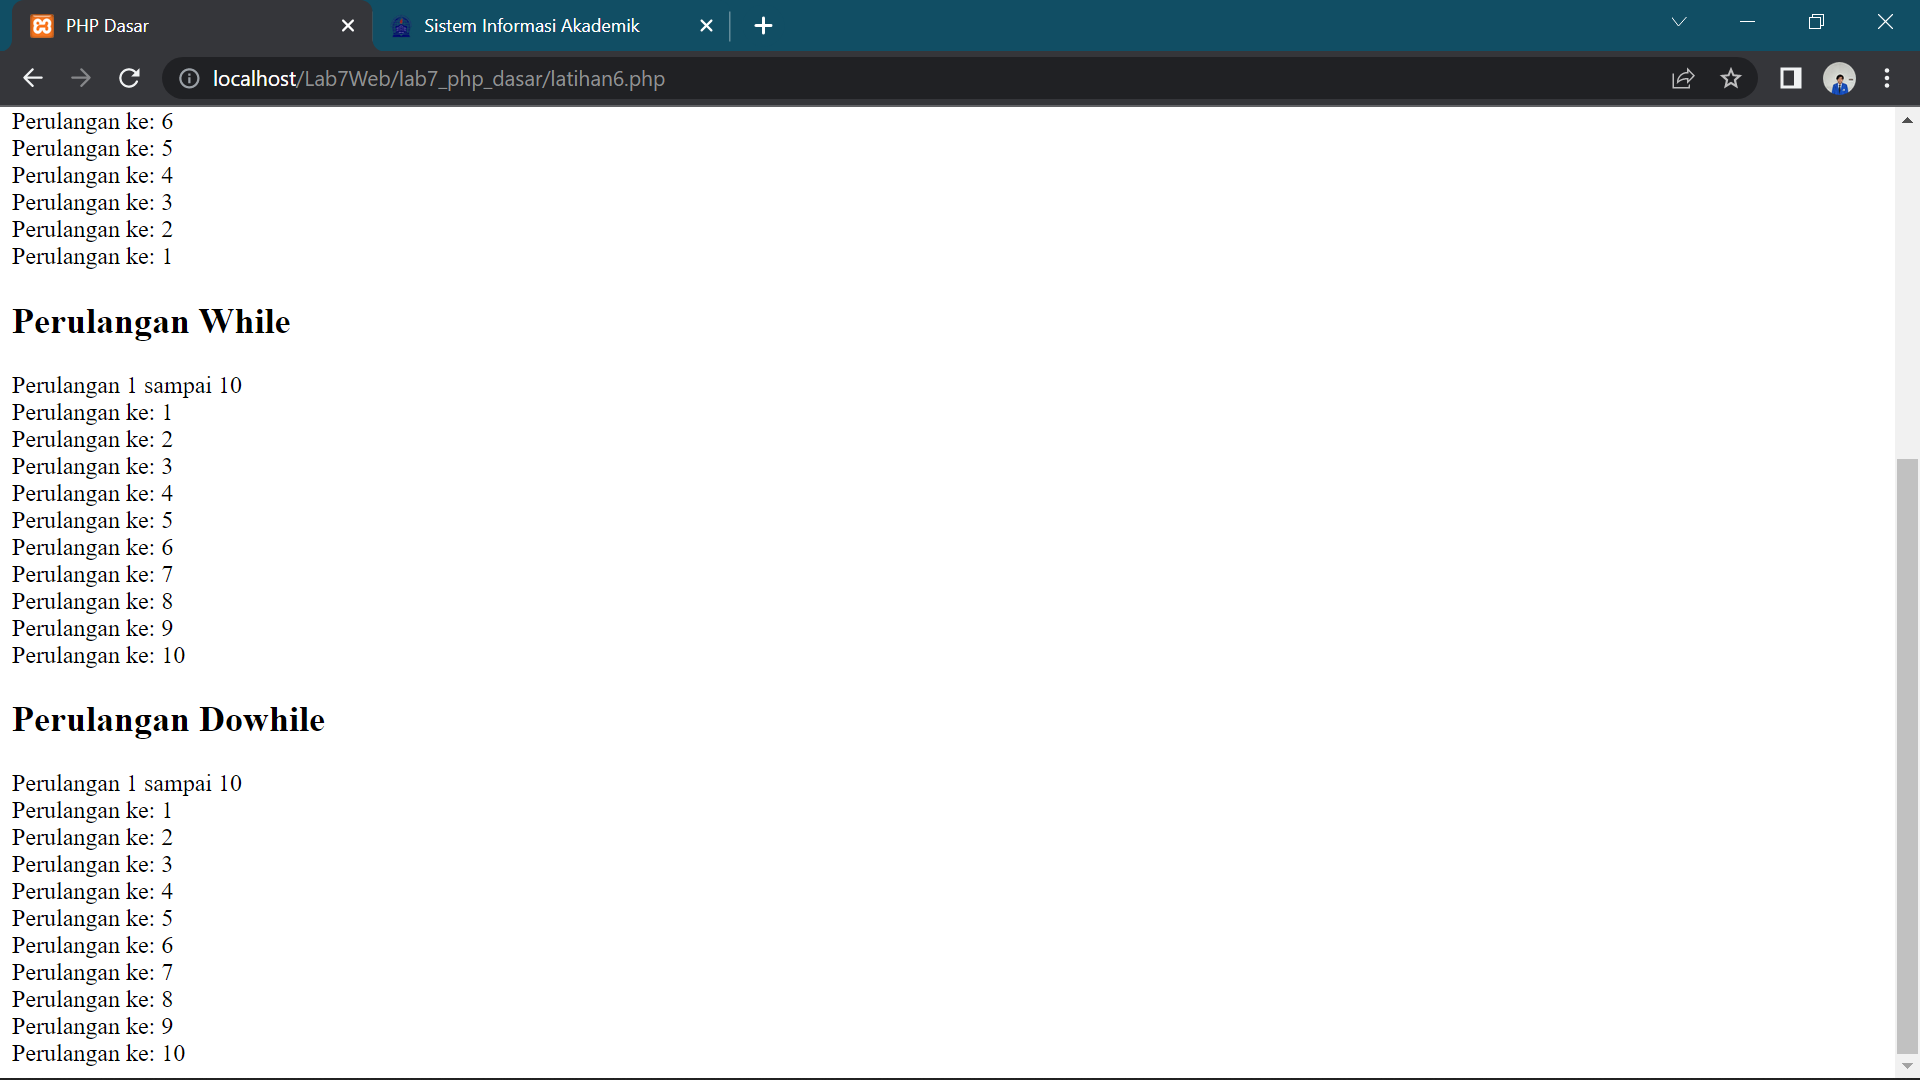 PHP Dasar
Sistem Informasi Akademik
localhost/Lab7Web/lab7_php_dasar/latihan6.php
Perulangan ke: 6
Perulangan ke: 5
Perulangan ke: 4
Perulangan ke: 3
Perulangan ke: 2
Perulangan ke: 1
Perulangan While
Perulangan 1 sampai 10
Perulangan ke: 1
Perulangan ke: 2
Perulangan ke: 3
Perulangan ke: 4
Perulangan ke: 5
Perulangan ke: 6
Perulangan ke: 7
Perulangan ke: 8
Perulangan ke: 9
Perulangan ke: 10
Perulangan Dowhile
Perulangan 1 sampai 10
Perulangan ke: 1
Perulangan ke: 2
Perulangan ke: 3
Perulangan ke: 4
Perulangan ke: 5
Perulangan ke: 6
Perulangan ke: 7
Perulangan ke: 8
Perulangan ke: 9
Perulangan ke: 10